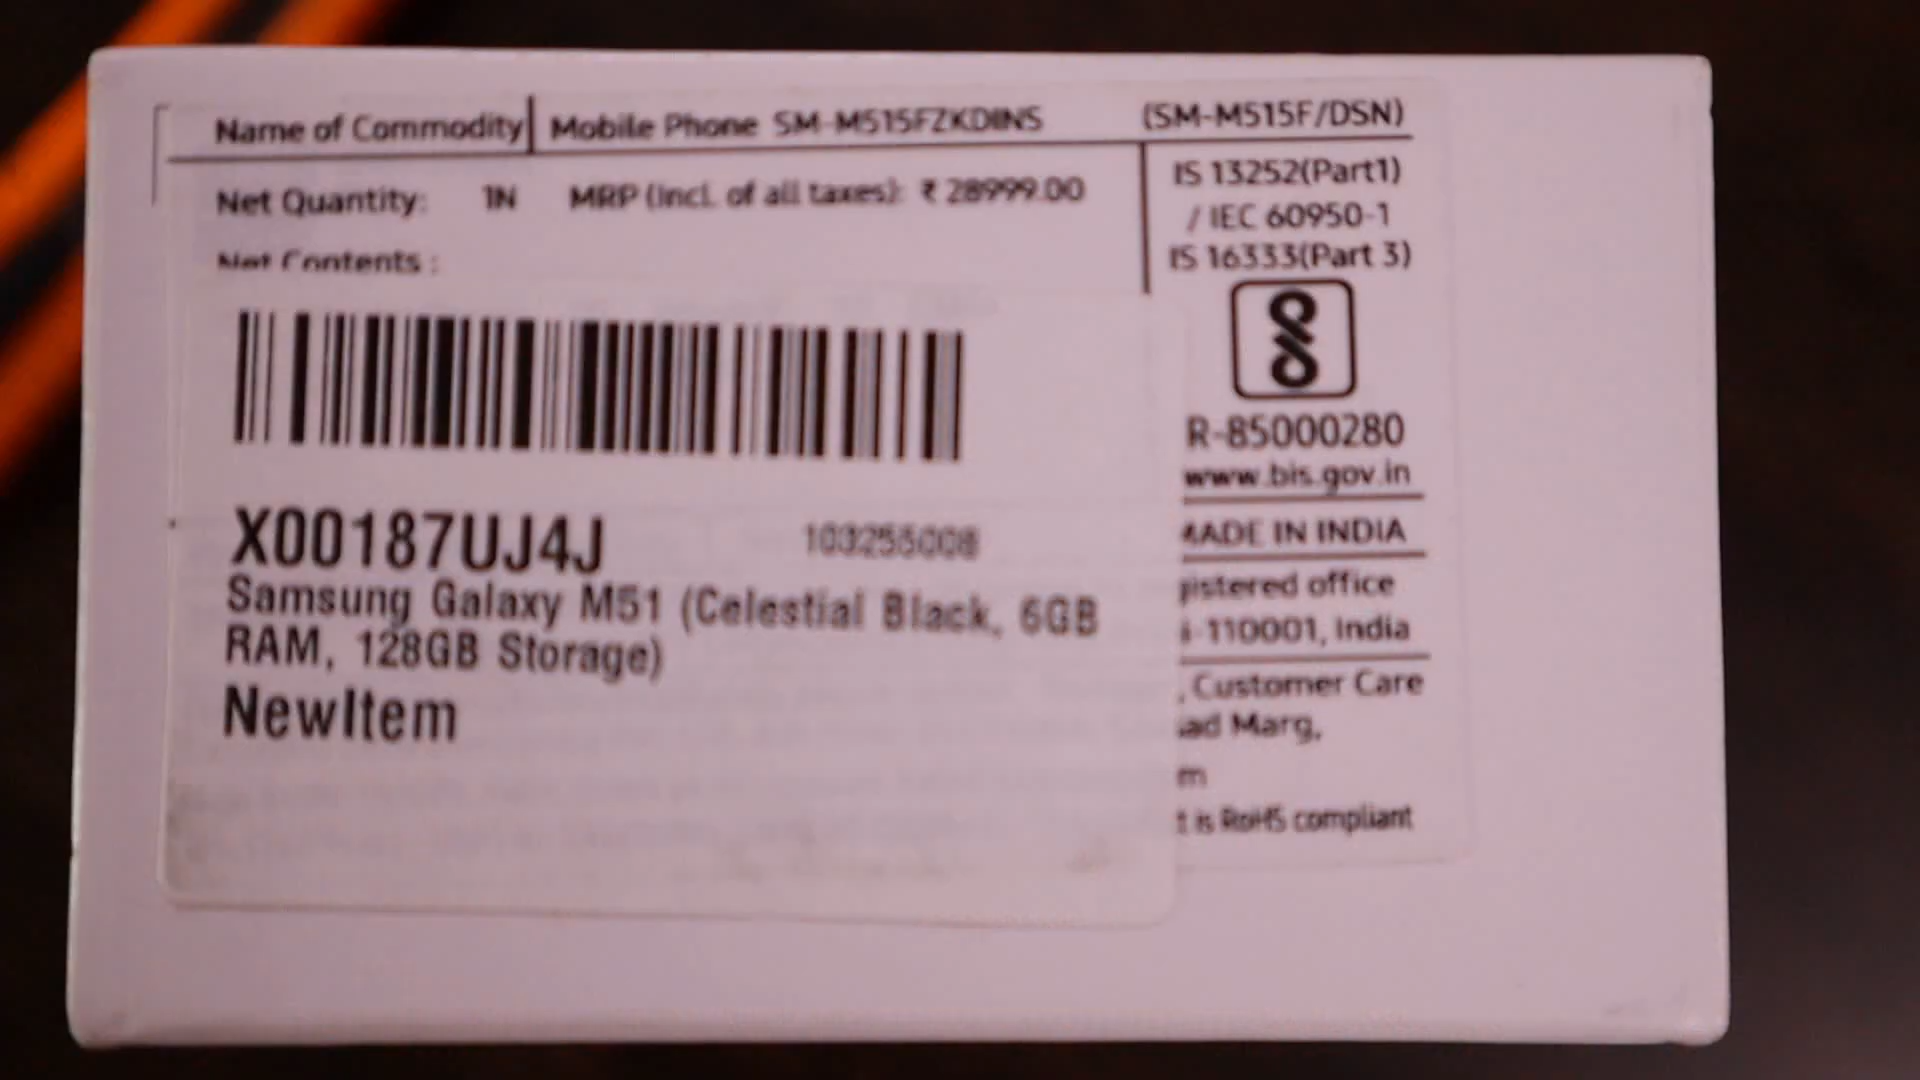 Name of Commodity Mobile Phone SM-M515FZKDINS (SM-M515F/DSN)
Net Quantity: 1N MRP (incl. of all taxes): ₹ 28999.00
Net Contents :
IS 13252(Part1)
/ IEC 60950-1
IS 16333(Part 3)
R-85000280
www.bis.gov.in
MADE IN INDIA
gistered office
i-110001, India
, Customer Care
ad Marg,
m
t is RoHS compliant
X00187UJ4J 103255008
Samsung Galaxy M51 (Celestial Black, 6GB
RAM, 128GB Storage)
NewItem